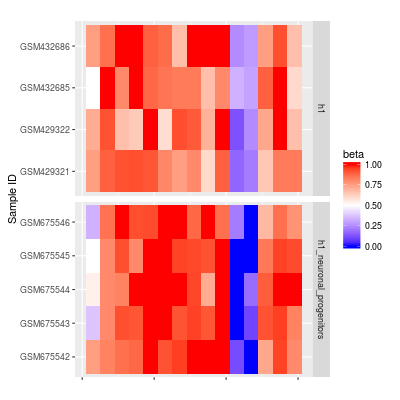 Sample ID
GSM432686
GSM432685
GSM429322
GSM429321
h1
GSM675546
GSM675545
GSM675544
GSM675543
GSM675542
h1_neuronal_progenitors
beta
1.00
0.75
0.50
0.25
0.00